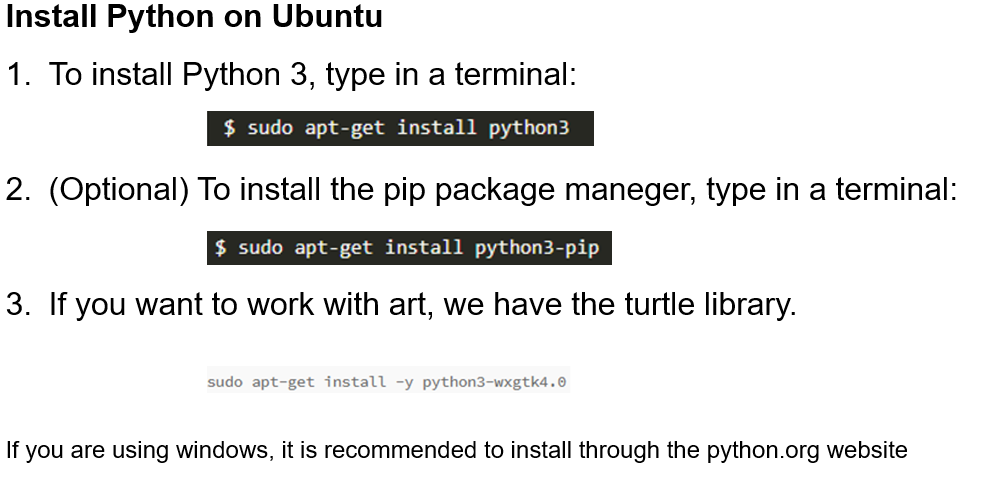 Install Python on Ubuntu
1. To install Python 3, type in a terminal:
$ sudo apt-get install python3
2. (Optional) To install the pip package maneger, type in a terminal:
$ sudo apt-get install python3-pip
3. If you want to work with art, we have the turtle library.
sudo apt-get install -y python3-wxgtk4.0
If you are using windows, it is recommended to install through the python.org website